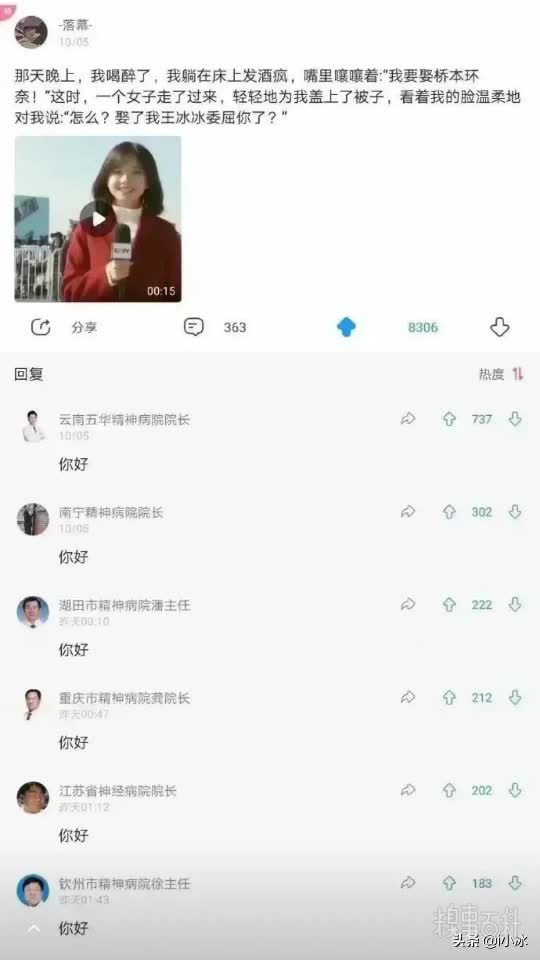 -落幕-
10/05
那天晚上，我喝醉了，我躺在床上发酒疯，嘴里嚷嚷着:“我要娶桥本环
奈！”这时，一个女子走了过来，轻轻地为我盖上了被子，看着我的脸温柔地
对我说:“怎么？娶了我王冰冰委屈你了？”
00:15
分享 363 8306
回复 热度
云南五华精神病院院长 737
10/05
你好
南宁精神病院院长 302
10/05
你好
湖田市精神病院潘主任 222
昨天00:10
你好
重庆市精神病院龚院长 212
昨天00:47
你好
江苏省神经病院院长 202
昨天01:12
你好
钦州市精神病院徐主任 183
昨天01:43
你好
糗事百科
头条 @i小冰